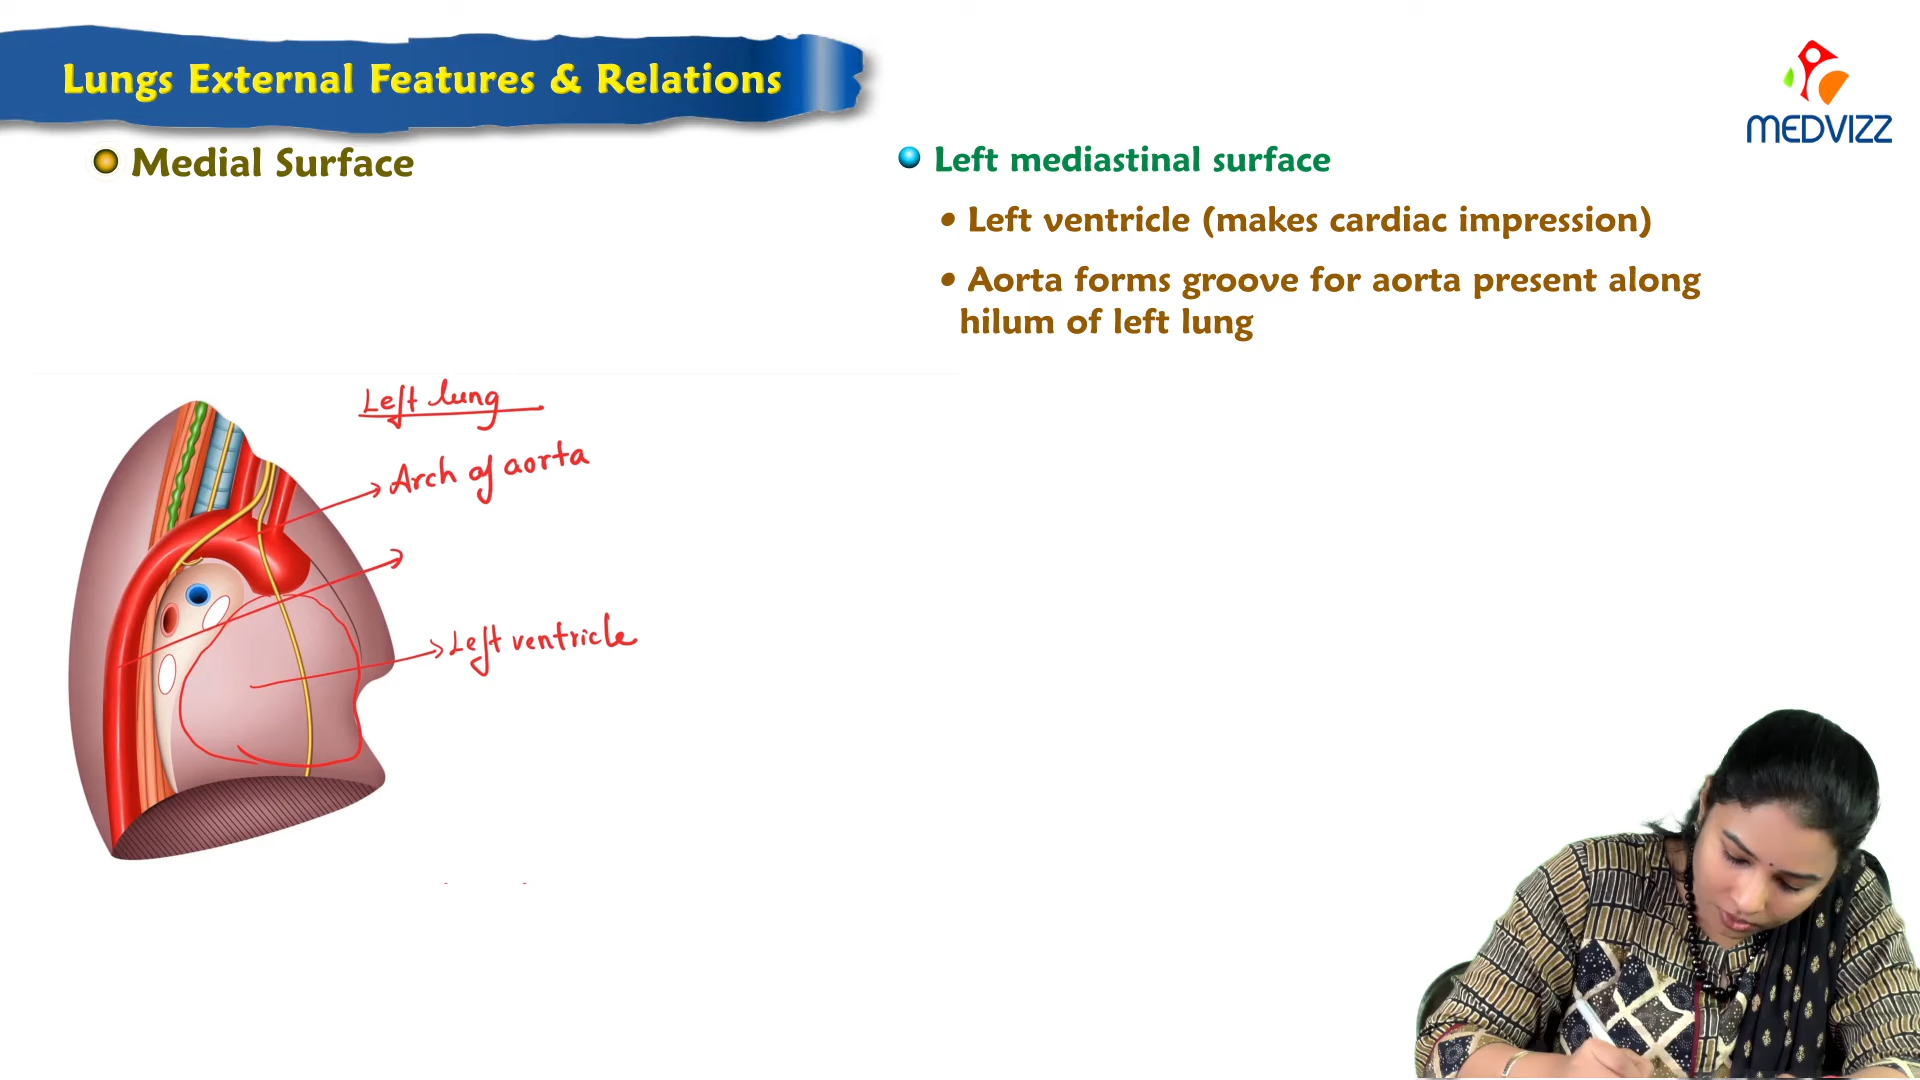 Lungs External Features & Relations
MEDVIZZ
Medial Surface
Left mediastinal surface
• Left ventricle (makes cardiac impression)
• Aorta forms groove for aorta present along
hilum of left lung
Left lung
Arch of aorta
Left ventricle